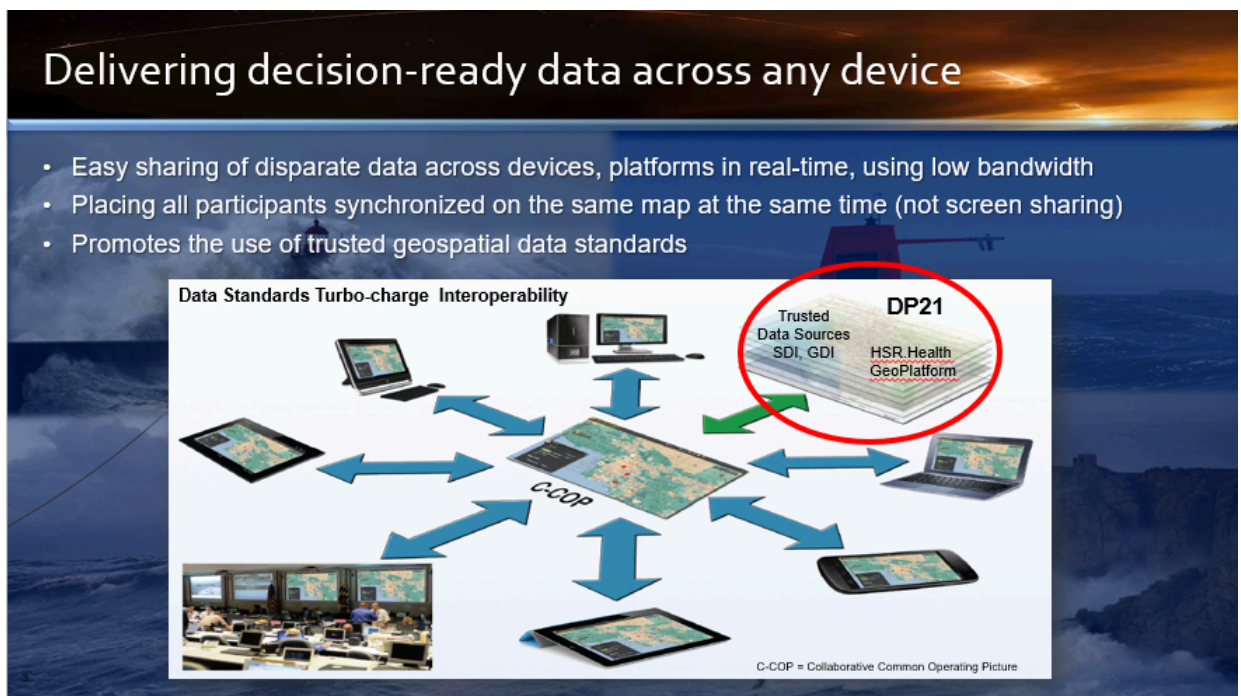 Delivering decision-ready data across any device
• Easy sharing of disparate data across devices, platforms in real-time, using low bandwidth
• Placing all participants synchronized on the same map at the same time (not screen sharing)
• Promotes the use of trusted geospatial data standards
Data Standards Turbo-charge Interoperability
DP21
Trusted
Data Sources
SDI, GDI
HSR.Health
GeoPlatform
C-COP
C-COP = Collaborative Common Operating Picture
3